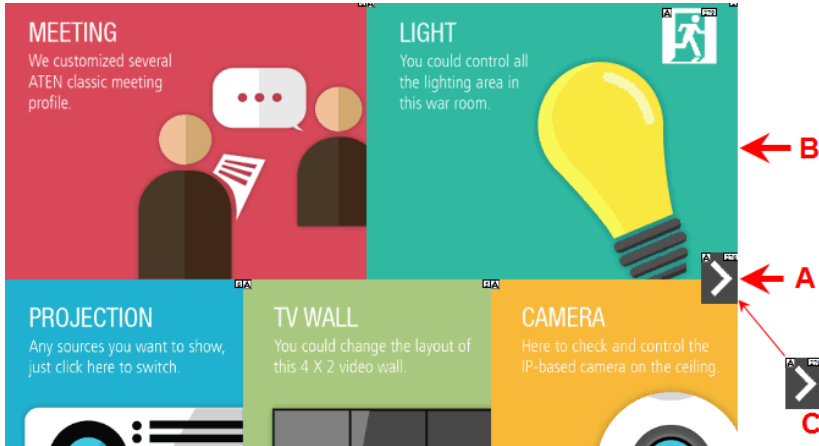 MEETING
We customized several
ATEN classic meeting
profile.
LIGHT
You could control all
the lighting area in
this war room.
B
A
PROJECTION
Any sources you want to show,
just click here to switch.
TV WALL
You could change the layout of
this 4 X 2 video wall.
CAMERA
Here to check and control the
IP-based camera on the ceiling.
C